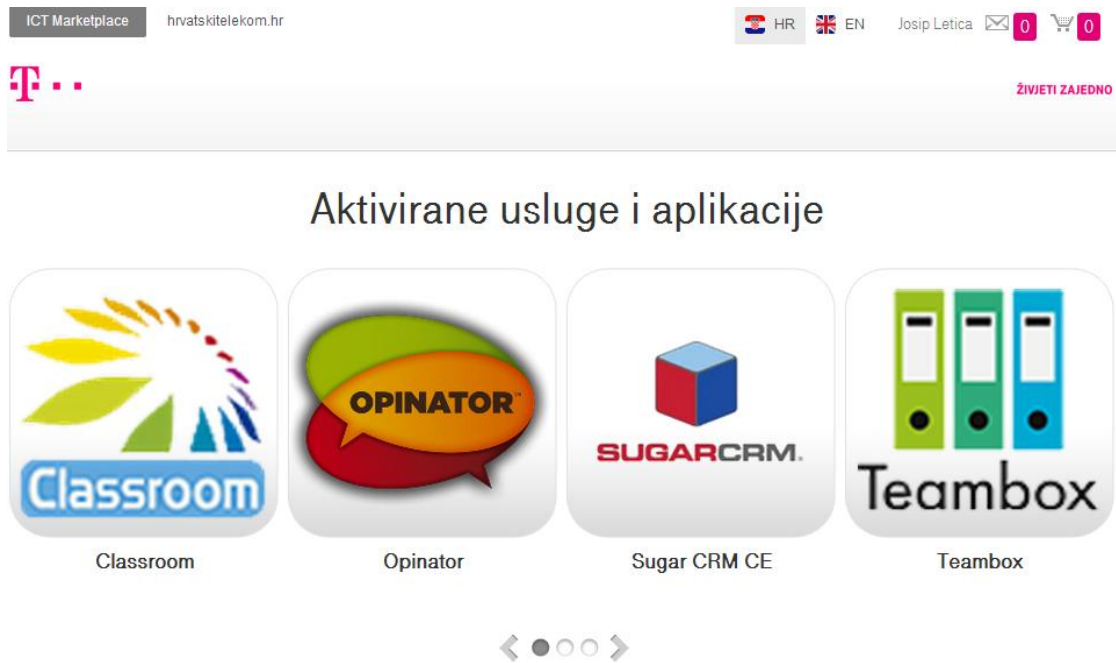 ICT Marketplace hrvatskitelekom.hr HR EN Josip Letica 0 0
T
ŽIVJETI ZAJEDNO
Aktivirane usluge i aplikacije
Classroom OPINATOR™ SUGARCRM. Teambox
Classroom Opinator Sugar CRM CE Teambox